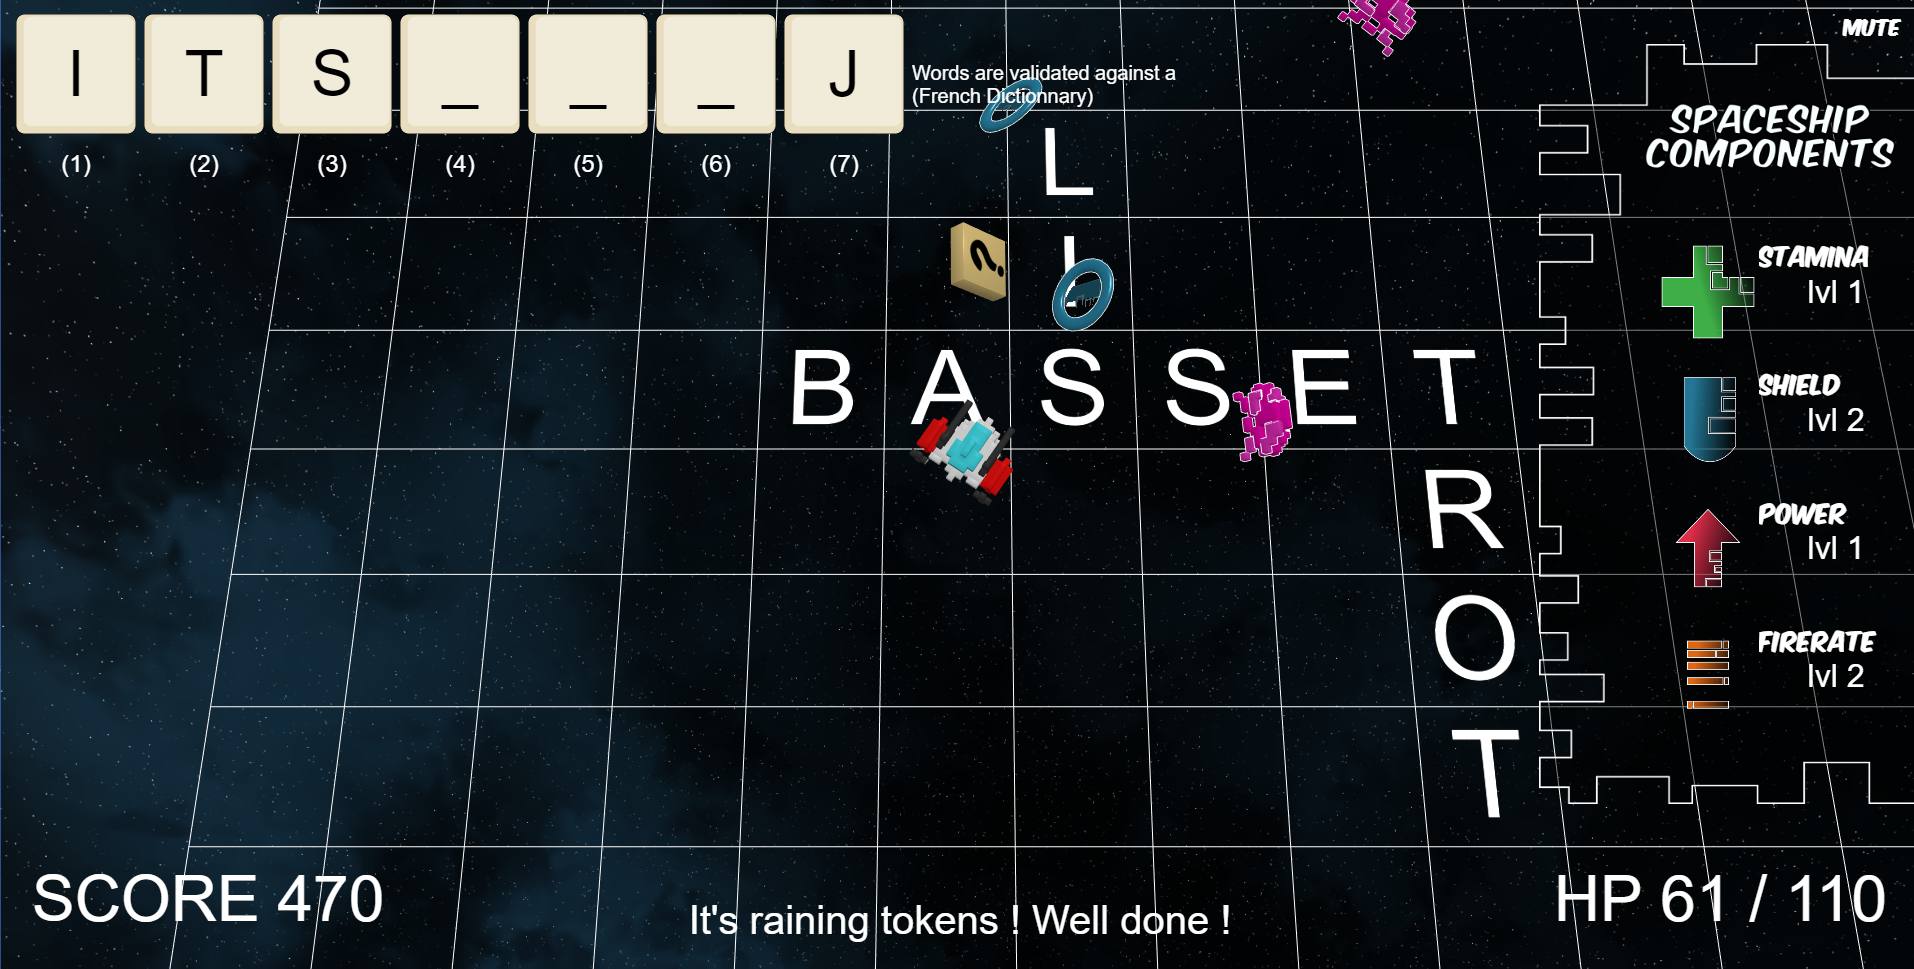 I T S _ _ _ J
(1) (2) (3) (4) (5) (6) (7)
Words are validated against a
(French Dictionnary)
MUTE
SPACESHIP
COMPONENTS
L
?
STAMINA
lvl 1
B A S S E T
SHIELD
lvl 2
R
POWER
lvl 1
O
FIRERATE
lvl 2
T
SCORE 470
It's raining tokens ! Well done !
HP 61 / 110